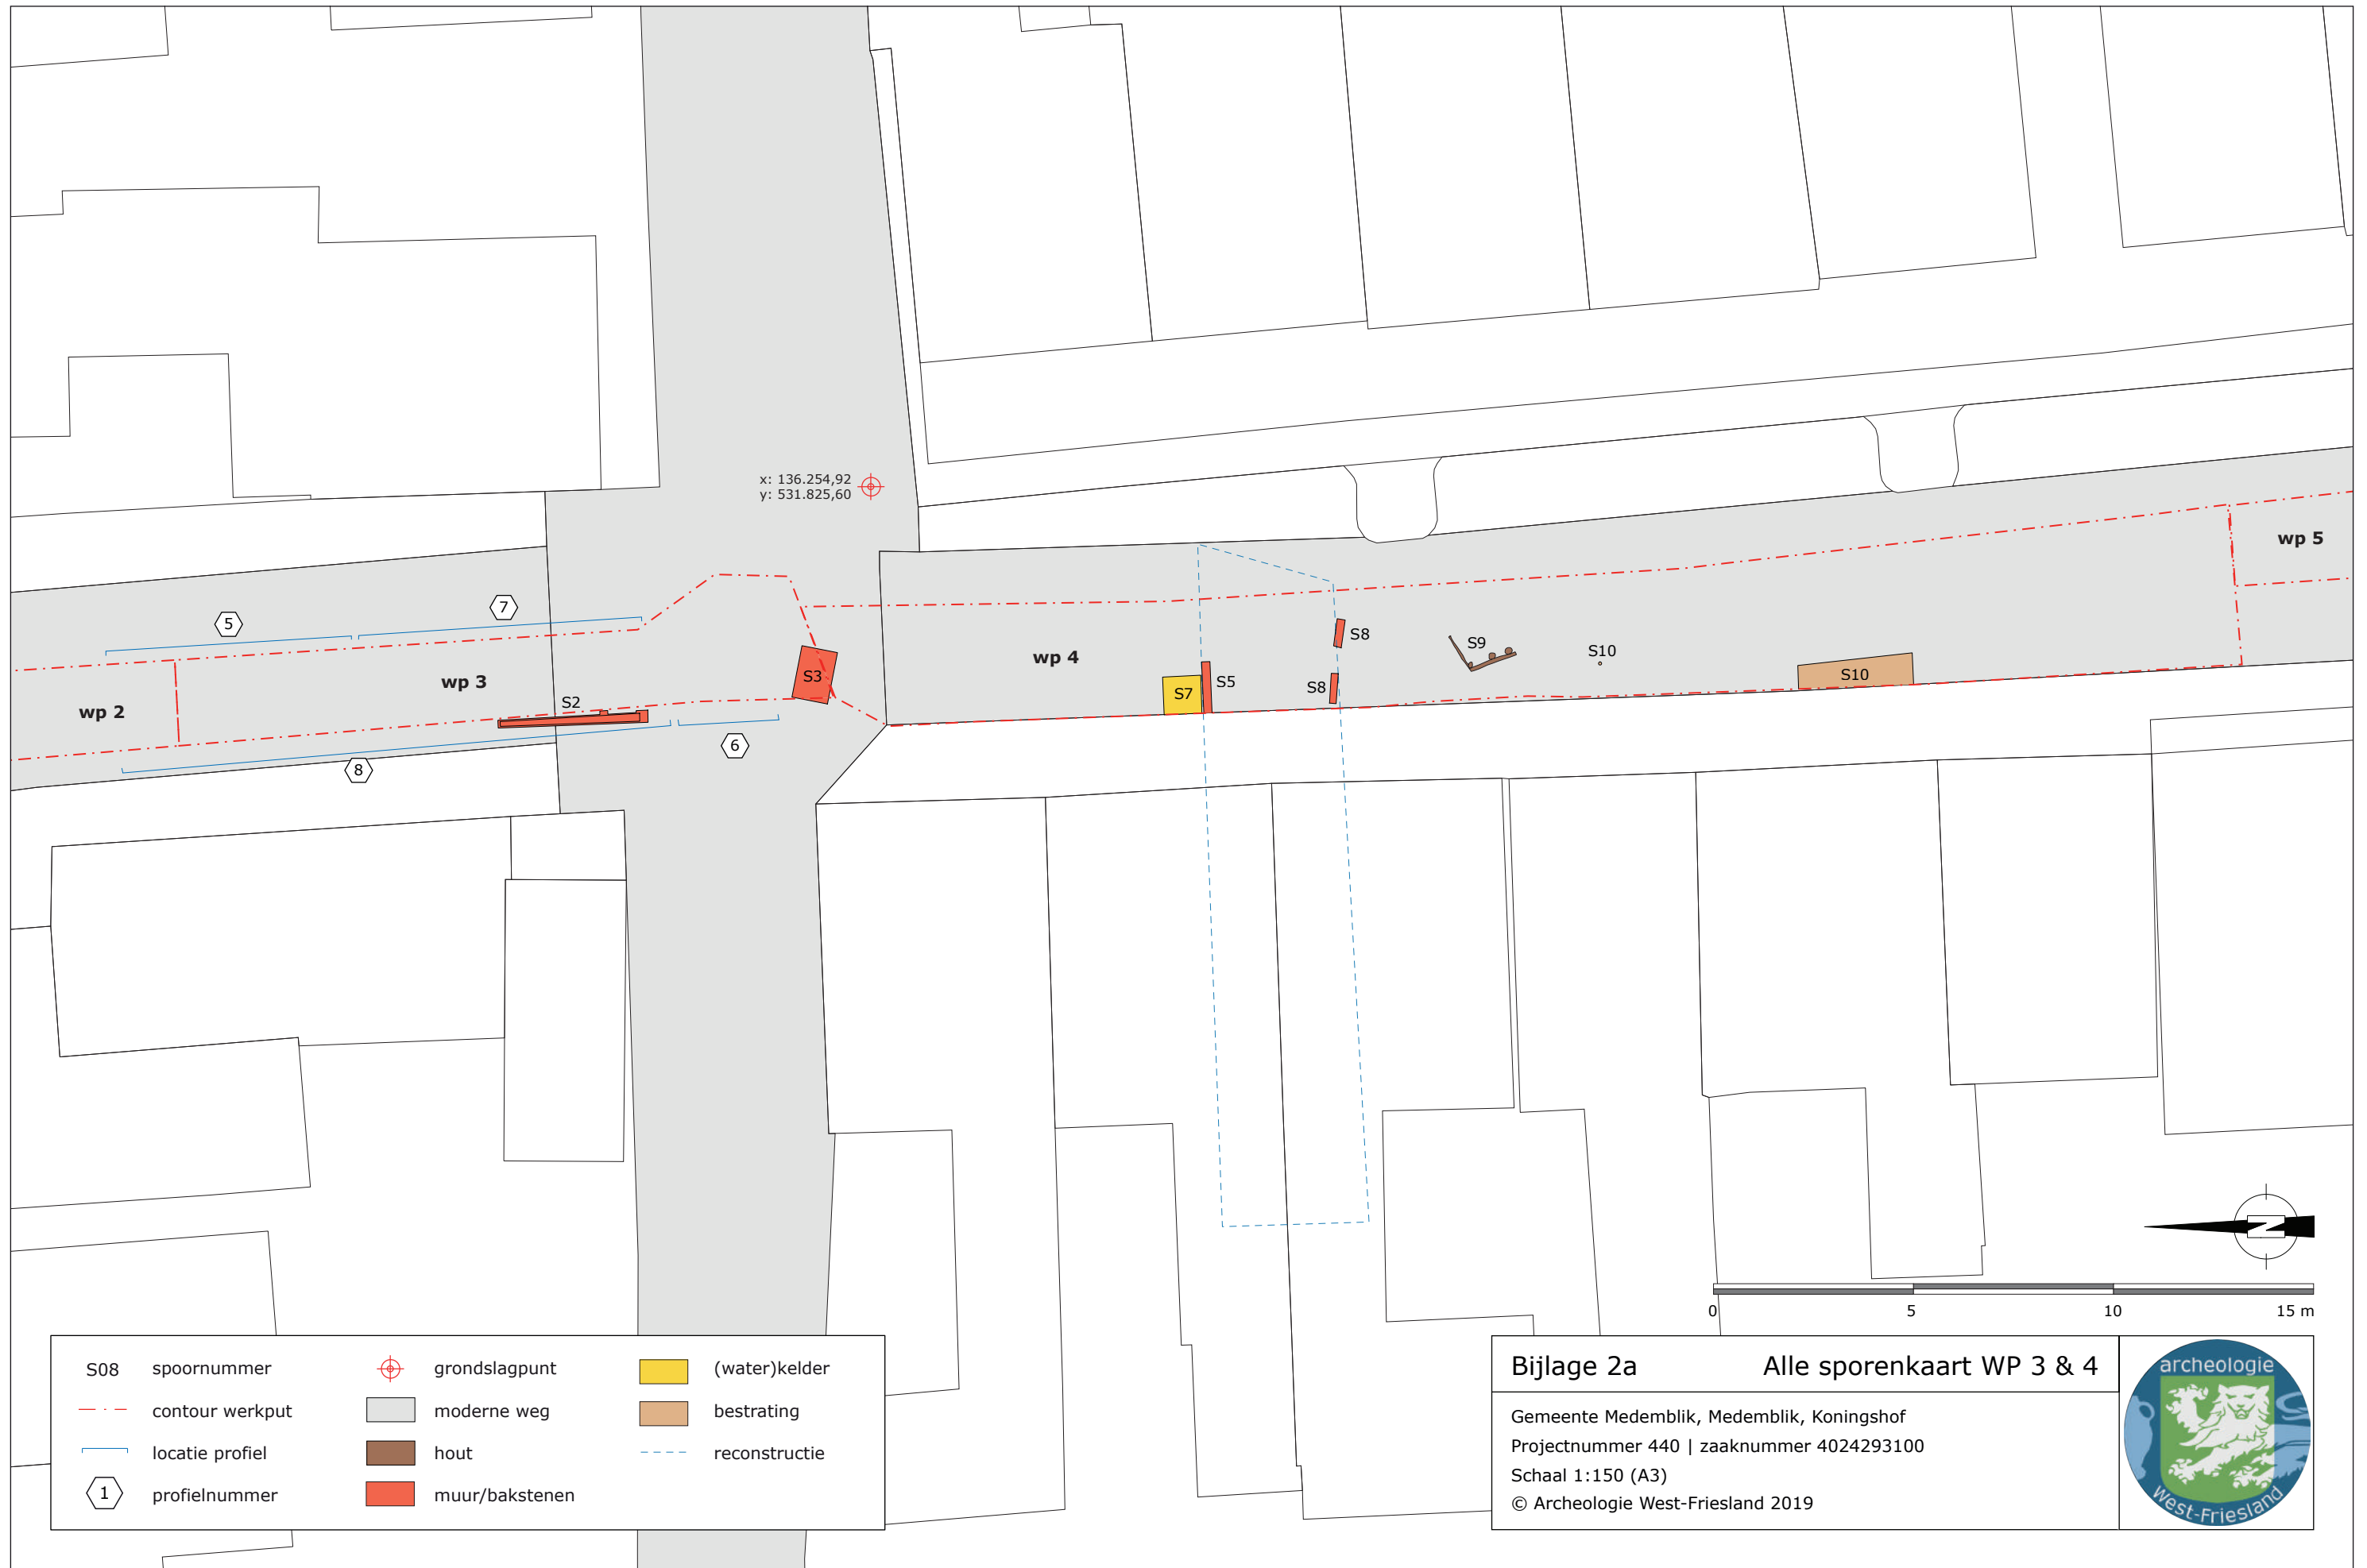 x: 136.254,92
y: 531.825,60
wp 5
5
7
wp 2
wp 3
S2
S3
wp 4
S7
S5
S8
S8
S9
S10
S10
6
8
N
0 5 10 15 m
S08 spoornummer
contour werkput
locatie profiel
1 profielnummer
grondslagpunt
moderne weg
hout
muur/bakstenen
(water)kelder
bestrating
reconstructie
Bijlage 2a Alle sporenkaart WP 3 & 4
Gemeente Medemblik, Medemblik, Koningshof
Projectnummer 440 | zaaknummer 4024293100
Schaal 1:150 (A3)
© Archeologie West-Friesland 2019
archeologie
West-Friesland